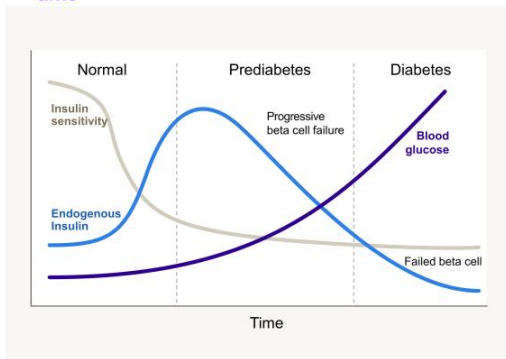 Normal
Prediabetes
Diabetes
Insulin
sensitivity
Progressive
beta cell failure
Blood
glucose
Endogenous
Insulin
Failed beta cell
Time